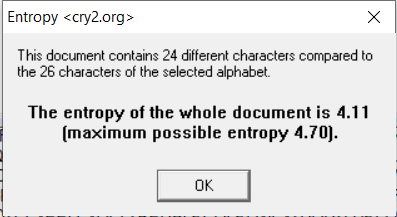 Entropy <cry2.org>
This document contains 24 different characters compared to
the 26 characters of the selected alphabet.
The entropy of the whole document is 4.11
(maximum possible entropy 4.70).
OK